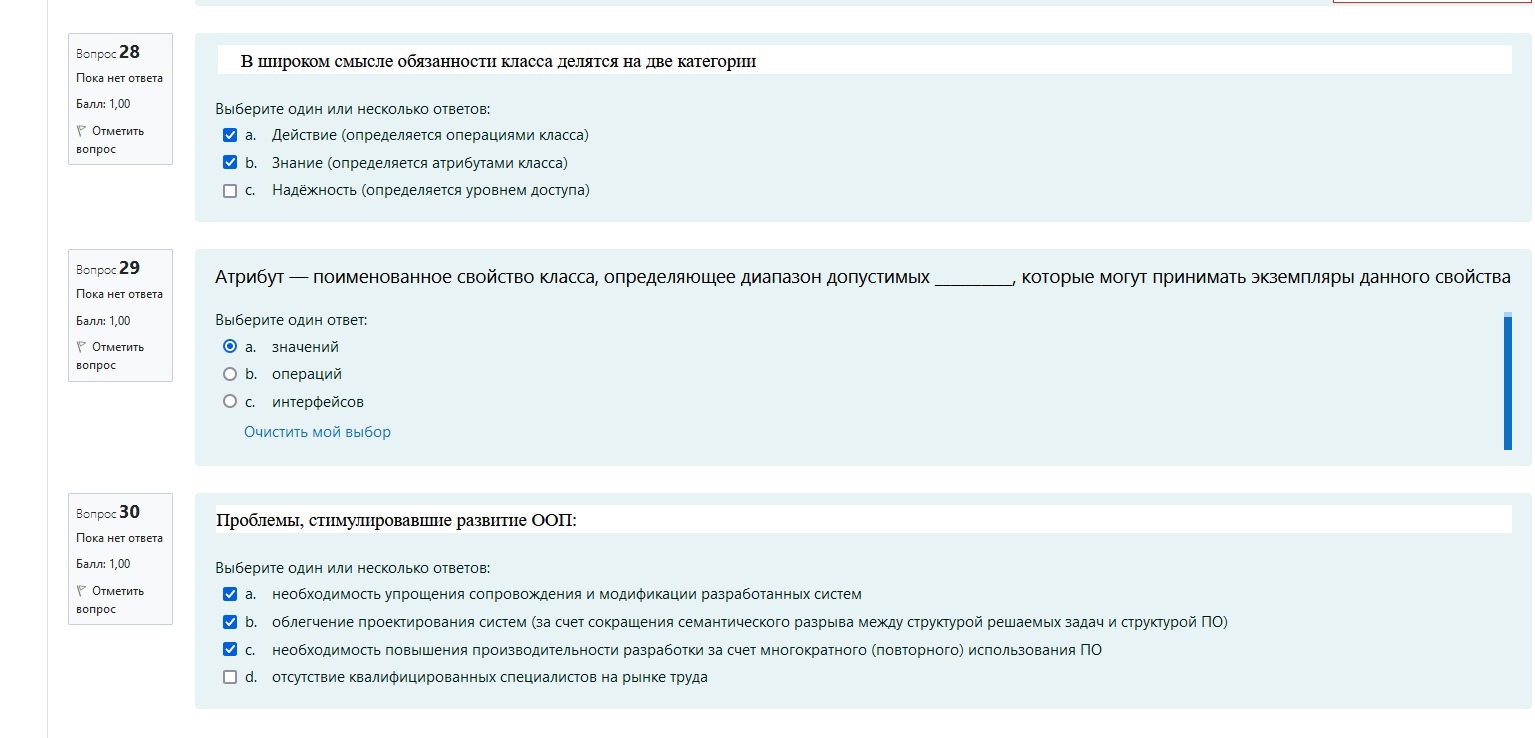 Вопрос 28
Пока нет ответа
Балл: 1,00
Отметить
вопрос
В широком смысле обязанности класса делятся на две категории
Выберите один или несколько ответов:
a. Действие (определяется операциями класса)
b. Знание (определяется атрибутами класса)
c. Надёжность (определяется уровнем доступа)
Вопрос 29
Пока нет ответа
Балл: 1,00
Отметить
вопрос
Атрибут — поименованное свойство класса, определяющее диапазон допустимых ________, которые могут принимать экземпляры данного свойства
Выберите один ответ:
a. значений
b. операций
c. интерфейсов
Очистить мой выбор
Вопрос 30
Пока нет ответа
Балл: 1,00
Отметить
вопрос
Проблемы, стимулировавшие развитие ООП:
Выберите один или несколько ответов:
a. необходимость упрощения сопровождения и модификации разработанных систем
b. облегчение проектирования систем (за счет сокращения семантического разрыва между структурой решаемых задач и структурой ПО)
c. необходимость повышения производительности разработки за счет многократного (повторного) использования ПО
d. отсутствие квалифицированных специалистов на рынке труда